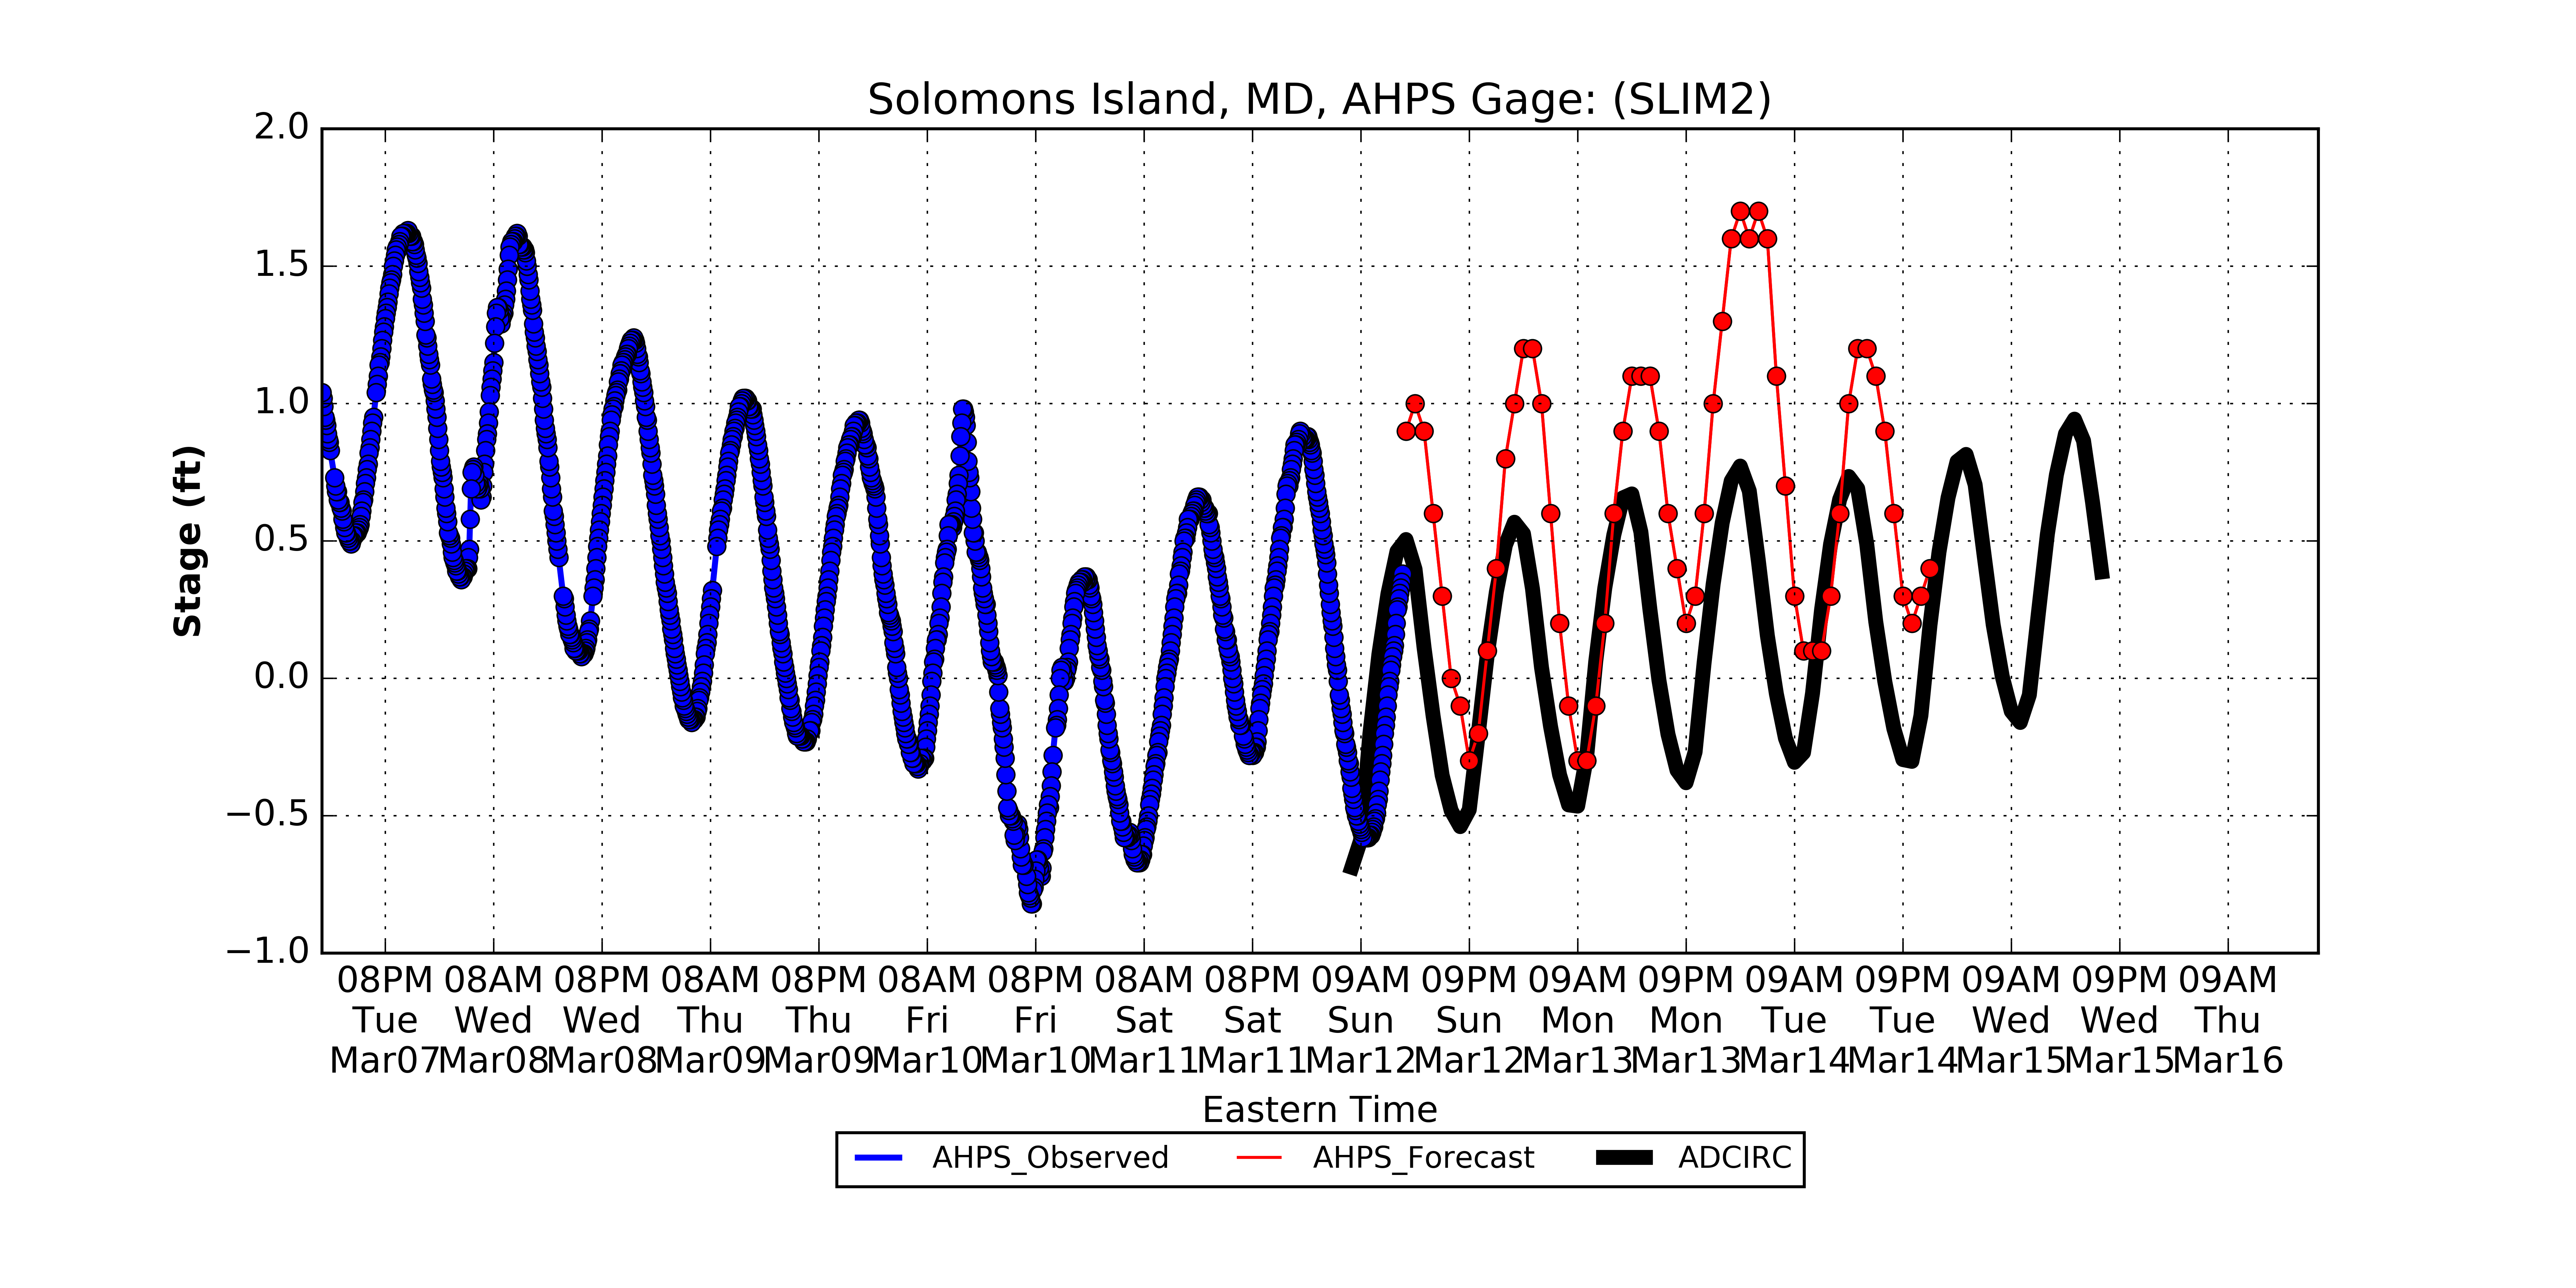 Solomons Island, MD, AHPS Gage: (SLIM2)
2.0
1.5
1.0
0.5
0.0
−0.5
−1.0
Stage (ft)
08PM 08AM 08PM 08AM 08PM 08AM 08PM 08AM 08PM 09AM 09PM 09AM 09PM 09AM 09PM 09AM 09PM 09AM
Tue Wed Wed Thu Thu Fri Fri Sat Sat Sun Sun Mon Mon Tue Tue Wed Wed Thu
Mar07 Mar08 Mar08 Mar09 Mar09 Mar10 Mar10 Mar11 Mar11 Mar12 Mar12 Mar13 Mar13 Mar14 Mar14 Mar15 Mar15 Mar16
Eastern Time
AHPS_Observed AHPS_Forecast ADCIRC